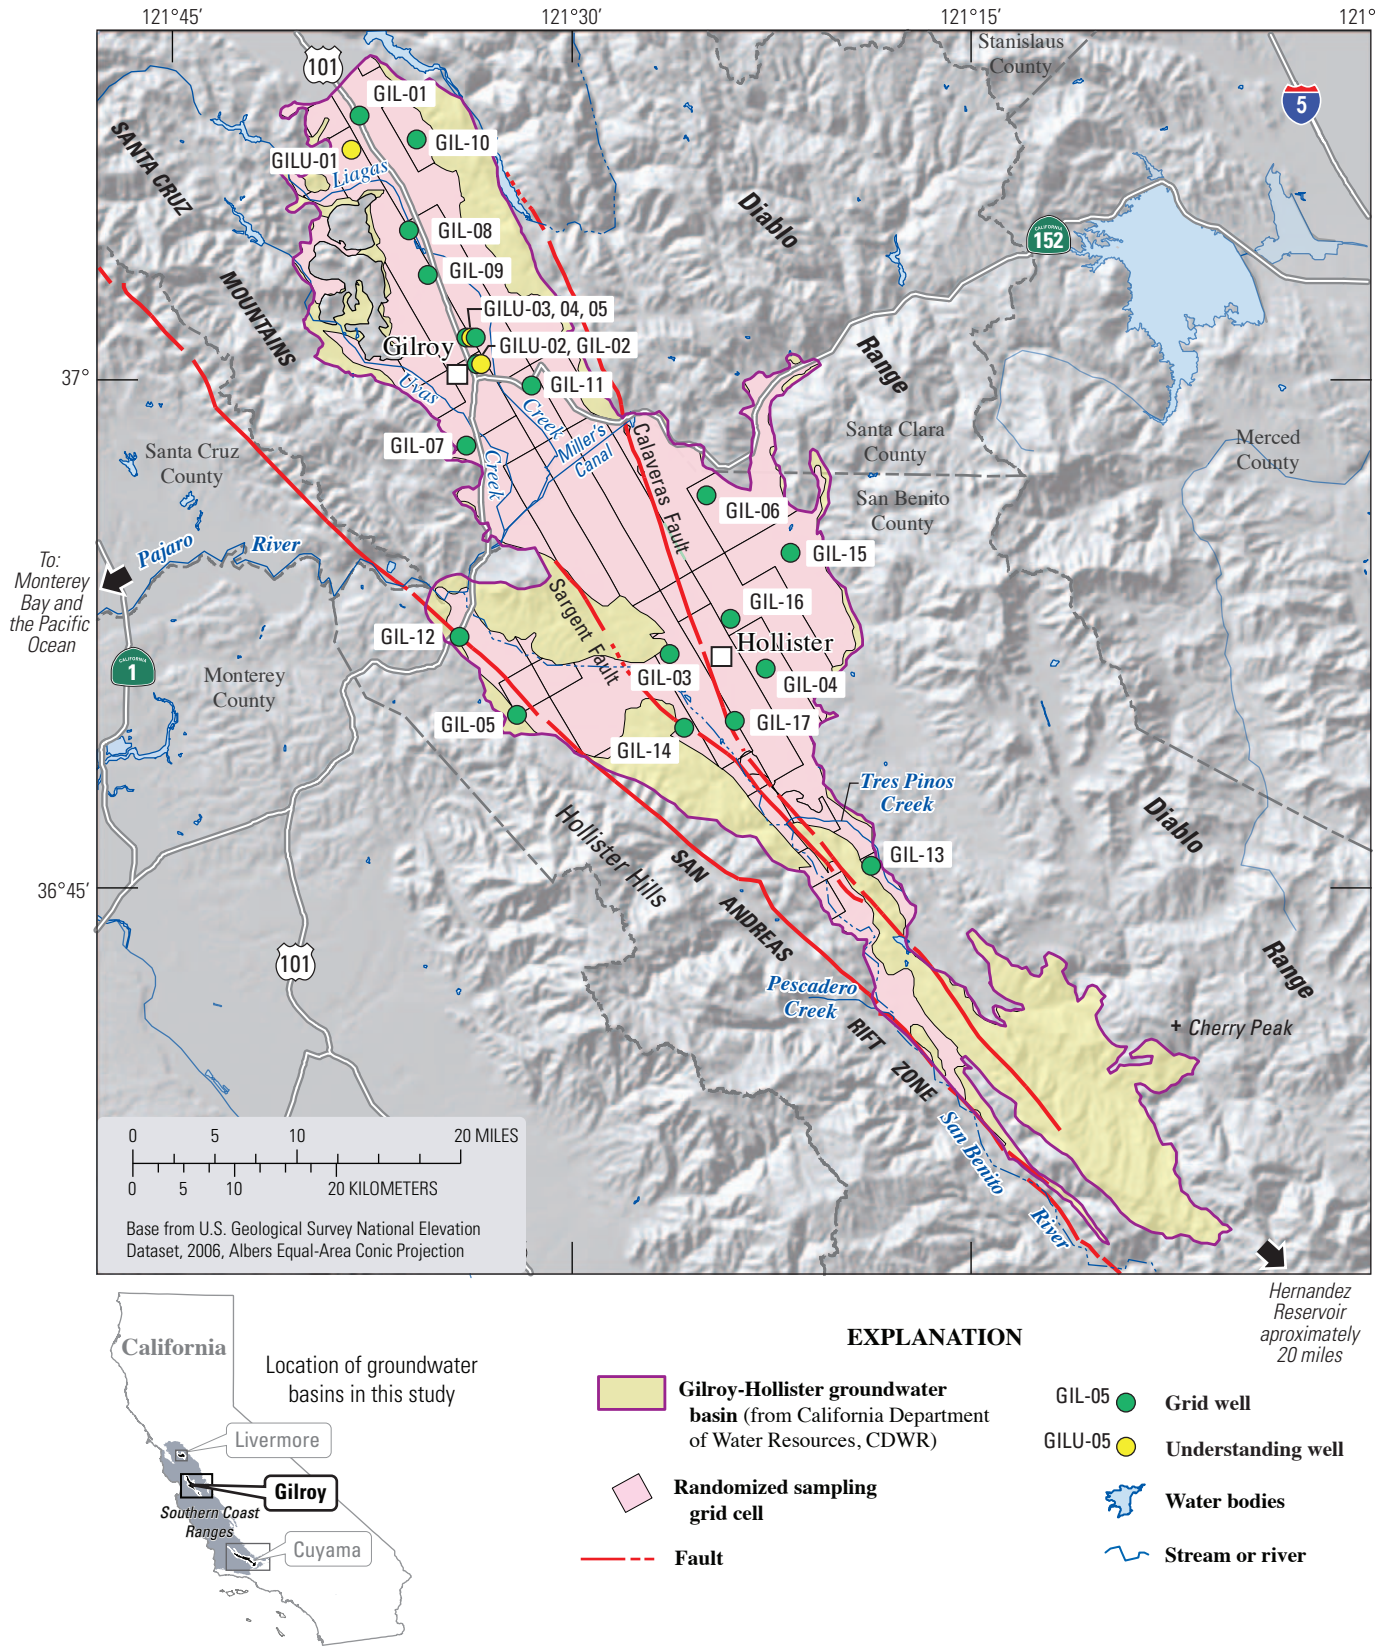 121°45'
121°30'
121°15'
121°
101
Stanislaus
County
5
GIL-01
GIL-10
SANTA CRUZ
GILU-01
Liagas
Diablo
CALIFORNIA
152
GIL-08
GIL-09
MOUNTAINS
GILU-03, 04, 05
Gilroy
GILU-02, GIL-02
Range
37°
Uvas
GIL-11
Creek
Miller's
Canal
GIL-07
Creek
Calaveras Fault
Santa Clara
County
Merced
County
Santa Cruz
County
San Benito
County
GIL-06
GIL-15
Pajaro
River
To:
Monterey
Bay and
the Pacific
Ocean
Sargent Fault
GIL-16
GIL-12
Hollister
CALIFORNIA
1
Monterey
County
GIL-03
GIL-04
GIL-05
GIL-17
GIL-14
Tres Pinos
Creek
Diablo
Hollister Hills
GIL-13
SAN
ANDREAS
36°45'
101
Range
Pescadero
Creek
RIFT
ZONE
+ Cherry Peak
San Benito
River
0 5 10 20 MILES
0 5 10 20 KILOMETERS
Base from U.S. Geological Survey National Elevation
Dataset, 2006, Albers Equal-Area Conic Projection
Hernandez
Reservoir
aproximately
20 miles
California
Location of groundwater
basins in this study
Livermore
Gilroy
Southern Coast
Ranges
Cuyama
EXPLANATION
Gilroy-Hollister groundwater
basin (from California Department
of Water Resources, CDWR)
Randomized sampling
grid cell
Fault
GIL-05 Grid well
GILU-05 Understanding well
Water bodies
Stream or river